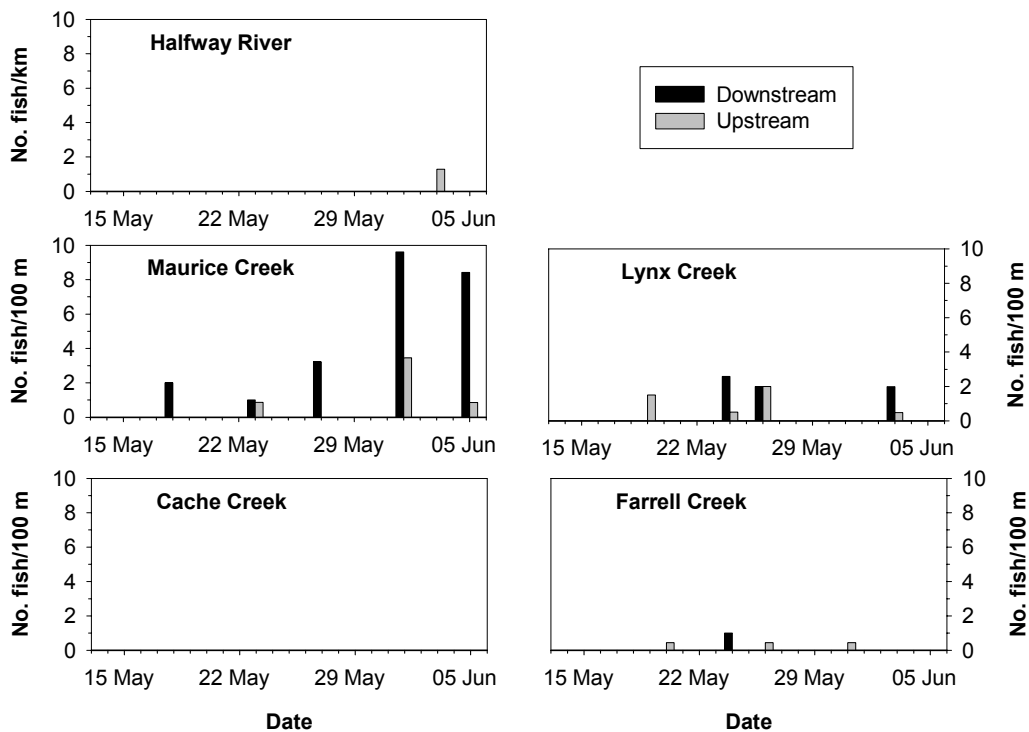 Halfway River
No. fish/km
10
8
6
4
2
0
15 May 22 May 29 May 05 Jun
Downstream
Upstream
Maurice Creek
No. fish/100 m
10
8
6
4
2
0
15 May 22 May 29 May 05 Jun
Lynx Creek
No. fish/100 m
10
8
6
4
2
0
15 May 22 May 29 May 05 Jun
Cache Creek
No. fish/100 m
10
8
6
4
2
0
15 May 22 May 29 May 05 Jun
Date
Farrell Creek
No. fish/100 m
10
8
6
4
2
0
15 May 22 May 29 May 05 Jun
Date